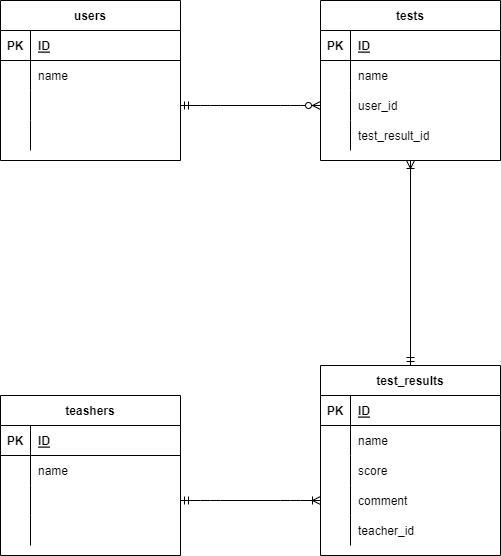 users
PK ID
name
tests
PK ID
name
user_id
test_result_id
teashers
PK ID
name
test_results
PK ID
name
score
comment
teacher_id